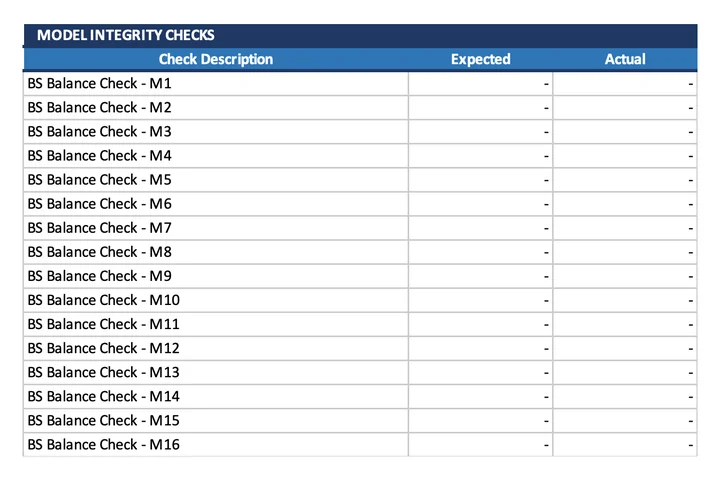 MODEL INTEGRITY CHECKS
Check Description Expected Actual
BS Balance Check - M1 - -
BS Balance Check - M2 - -
BS Balance Check - M3 - -
BS Balance Check - M4 - -
BS Balance Check - M5 - -
BS Balance Check - M6 - -
BS Balance Check - M7 - -
BS Balance Check - M8 - -
BS Balance Check - M9 - -
BS Balance Check - M10 - -
BS Balance Check - M11 - -
BS Balance Check - M12 - -
BS Balance Check - M13 - -
BS Balance Check - M14 - -
BS Balance Check - M15 - -
BS Balance Check - M16 - -